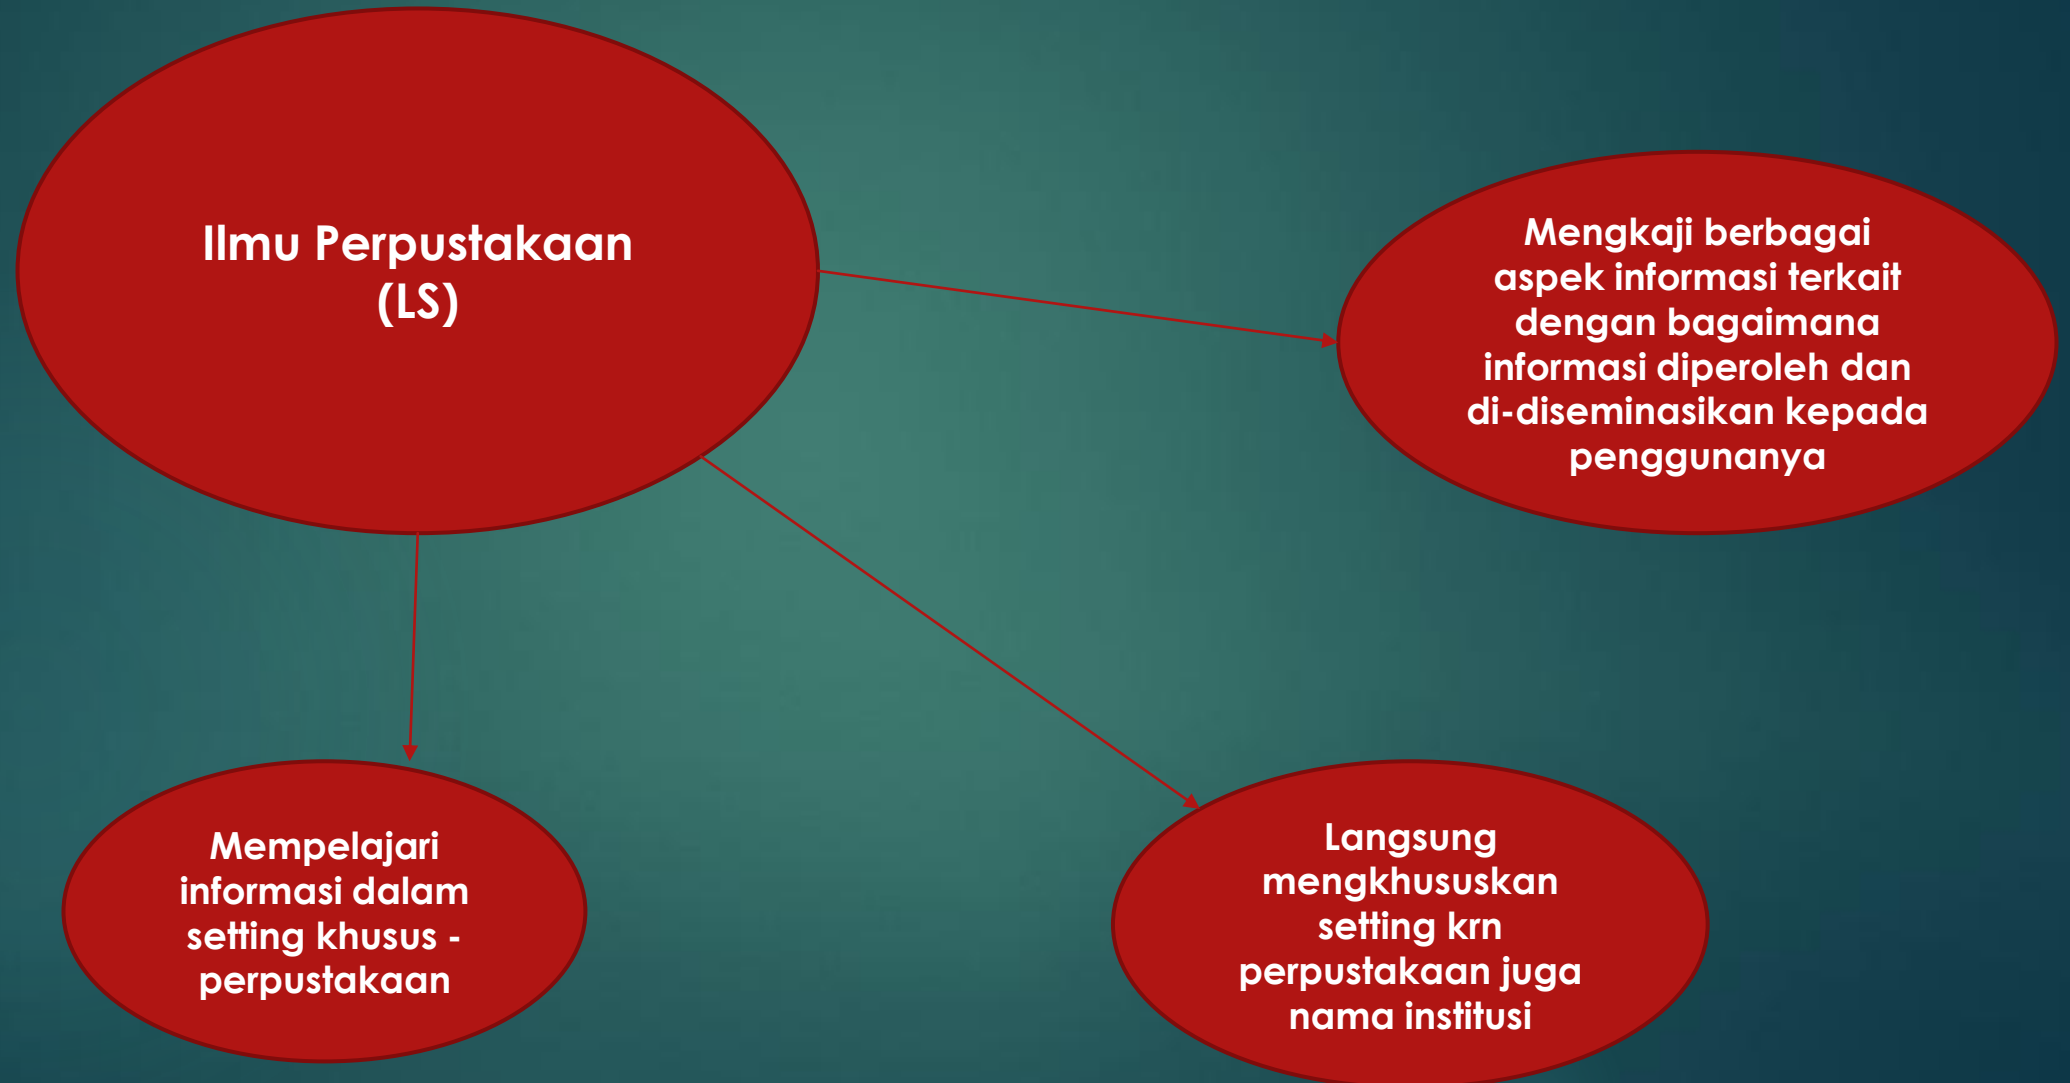 Ilmu Perpustakaan
(LS)
Mengkaji berbagai
aspek informasi terkait
dengan bagaimana
informasi diperoleh dan
di-diseminasikan kepada
penggunanya
Mempelajari
informasi dalam
setting khusus -
perpustakaan
Langsung
mengkhususkan
setting krn
perpustakaan juga
nama institusi